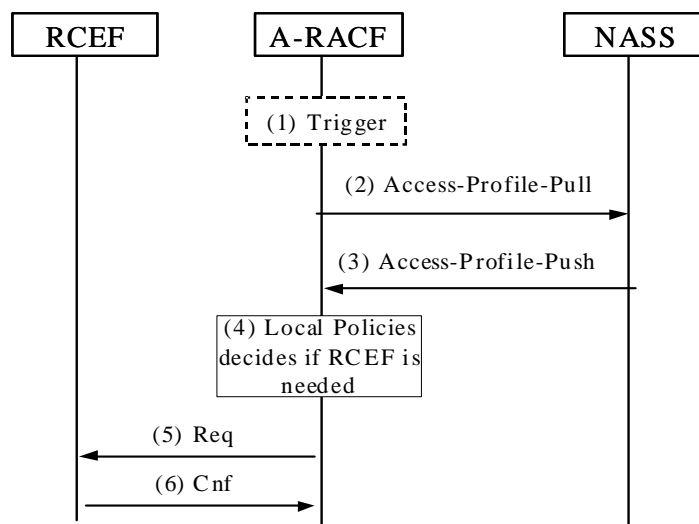 RCEF
A-RACF
NASS
(1) Trigger
(2) Access-Profile-Pull
(3) Access-Profile-Push
(4) Local Policies
decides if RCEF is
needed
(5) Req
(6) Cnf